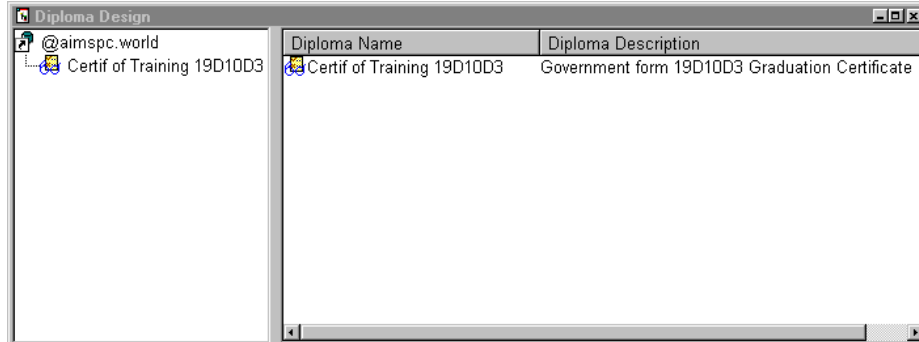 Diploma Design
@aimspc.world
Certif of Training 19D10D3
Diploma Name Diploma Description
Certif of Training 19D10D3 Government form 19D10D3 Graduation Certificate